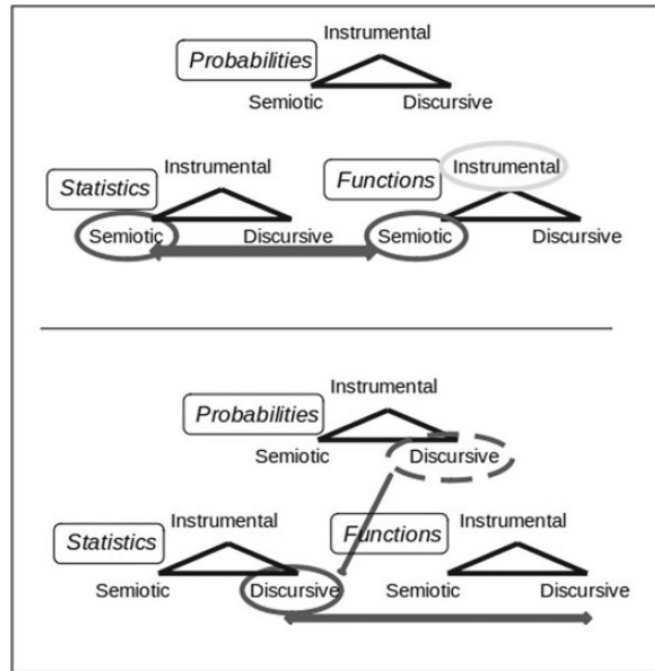 Instrumental
Probabilities
Semiotic Discursive
Instrumental Instrumental
Statistics Functions
Semiotic Discursive Semiotic Discursive
Instrumental
Probabilities
Semiotic Discursive
Instrumental Instrumental
Statistics Functions
Semiotic Discursive Semiotic Discursive